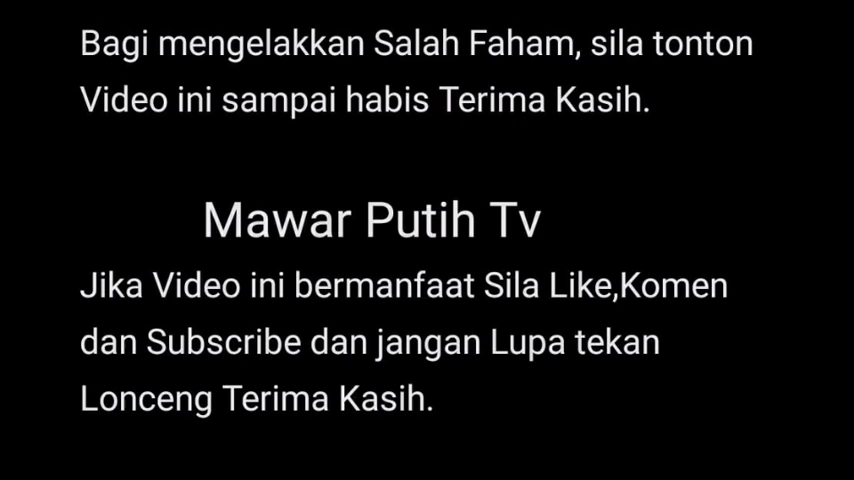 Bagi mengelakkan Salah Faham, sila tonton
Video ini sampai habis Terima Kasih.
Mawar Putih Tv
Jika Video ini bermanfaat Sila Like,Komen
dan Subscribe dan jangan Lupa tekan
Lonceng Terima Kasih.